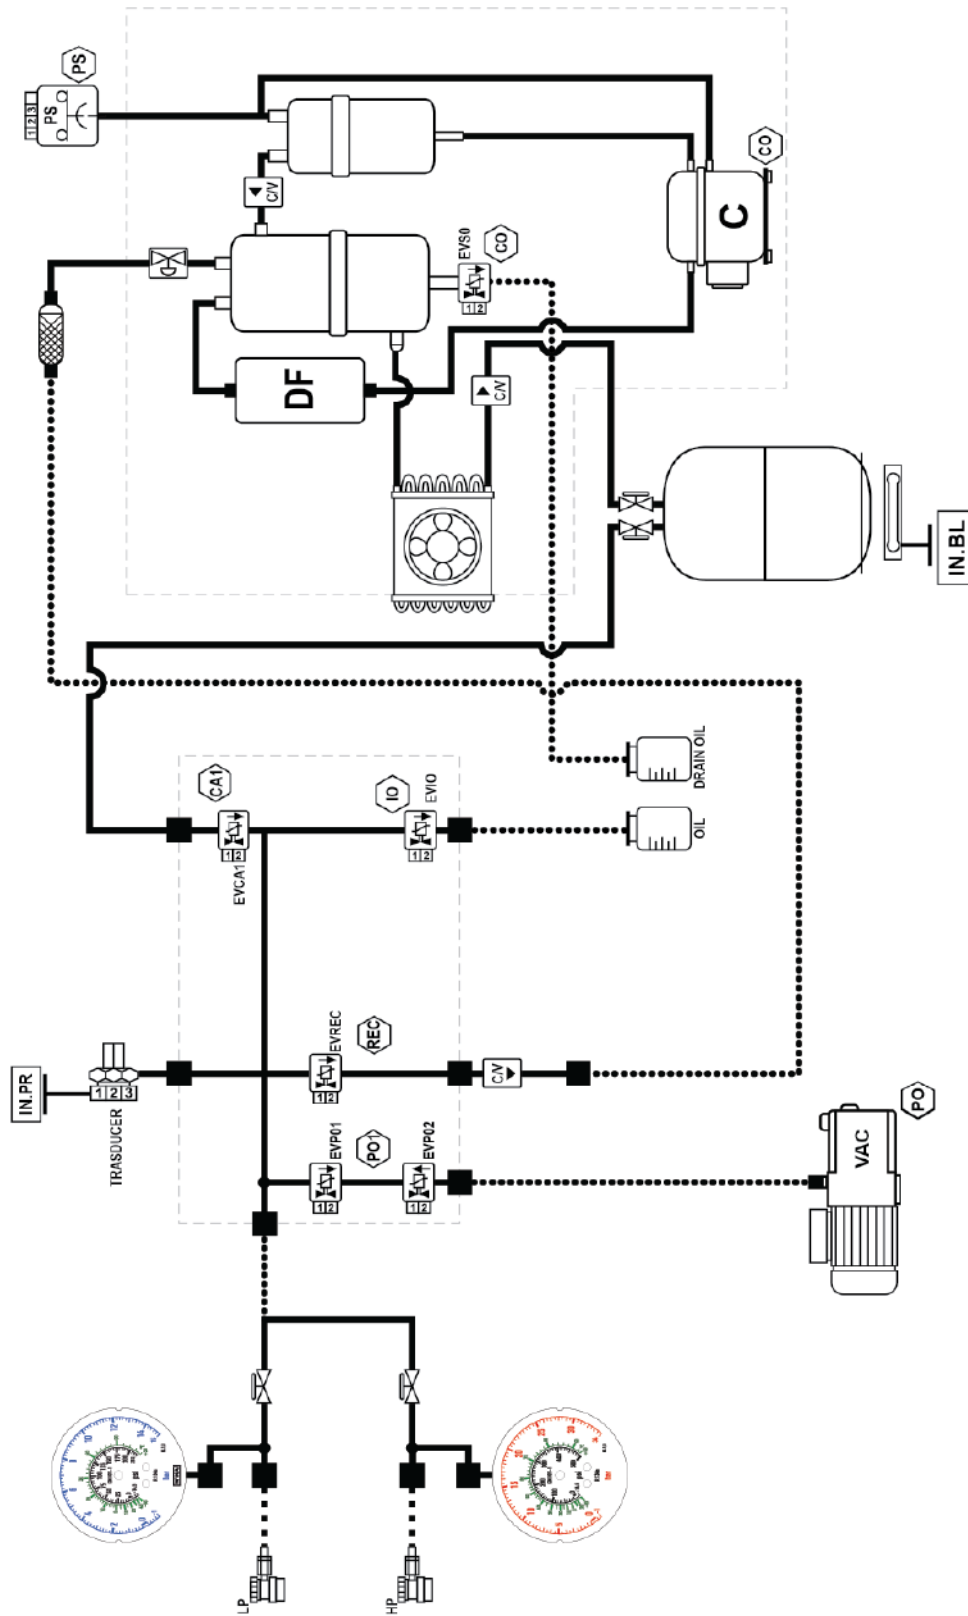 1 2 3
PS
PS
C/V
EVS0
1 2
CO
CO
C
DF
C/V
IN.BL
CA1
1 2
EVCA1
IO
EVIO
1 2
DRAIN OIL
OIL
IN.PR
1 2 3
TRASDUCER
EVREC
1 2
REC
C/V
EVP01
1 2
PO1
EVP02
1 2
VAC
PO
LP
HP